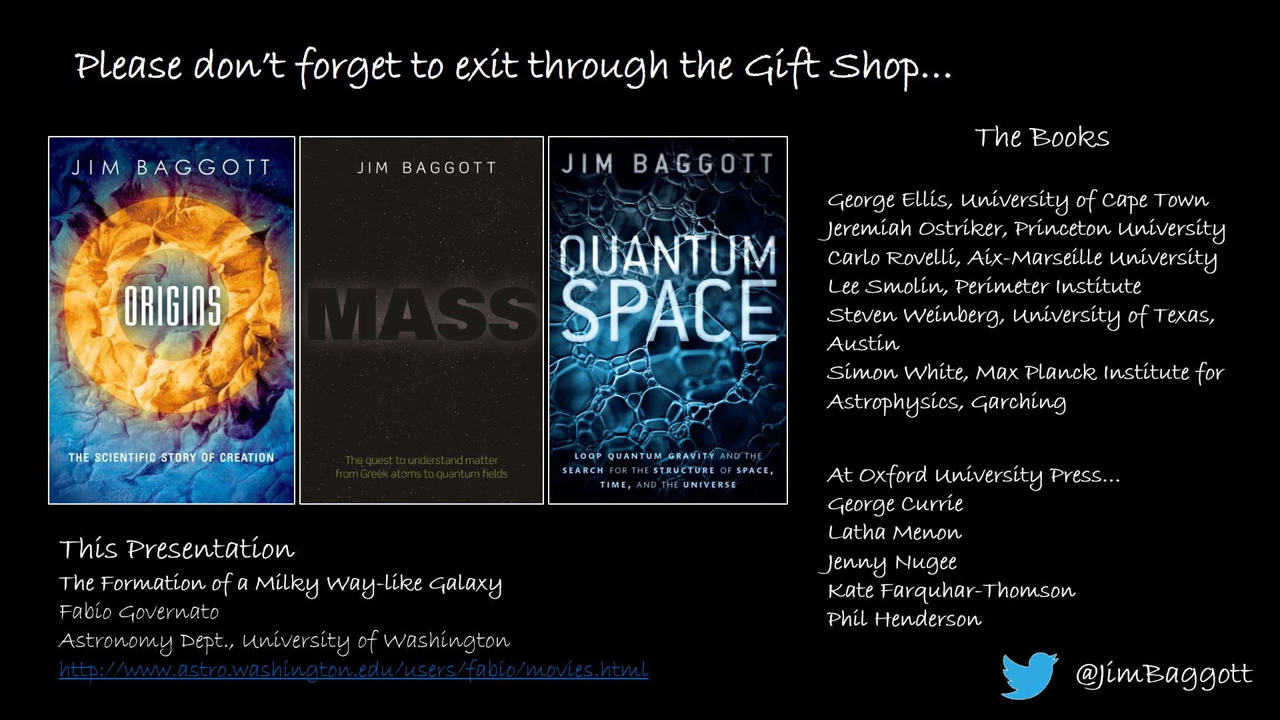 Please don't forget to exit through the Gift Shop...
JIM BAGGOTT
ORIGINS
THE SCIENTIFIC STORY OF CREATION
JIM BAGGOTT
MASS
The quest to understand matter
from Greek atoms to quantum fields
JIM BAGGOTT
QUANTUM
SPACE
LOOP QUANTUM GRAVITY AND THE
SEARCH FOR THE STRUCTURE OF SPACE,
TIME, AND THE UNIVERSE
The Books
George Ellis, University of Cape Town
Jeremiah Ostriker, Princeton University
Carlo Rovelli, Aix-Marseille University
Lee Smolin, Perimeter Institute
Steven Weinberg, University of Texas,
Austin
Simon White, Max Planck Institute for
Astrophysics, Garching
At Oxford University Press...
George Currie
Latha Menon
Jenny Nugee
Kate Farquhar-Thomson
Phil Henderson
This Presentation
The Formation of a Milky Way-like Galaxy
Fabio Governato
Astronomy Dept., University of Washington
http://www.astro.washington.edu/users/fabio/movies.html
@JimBaggott